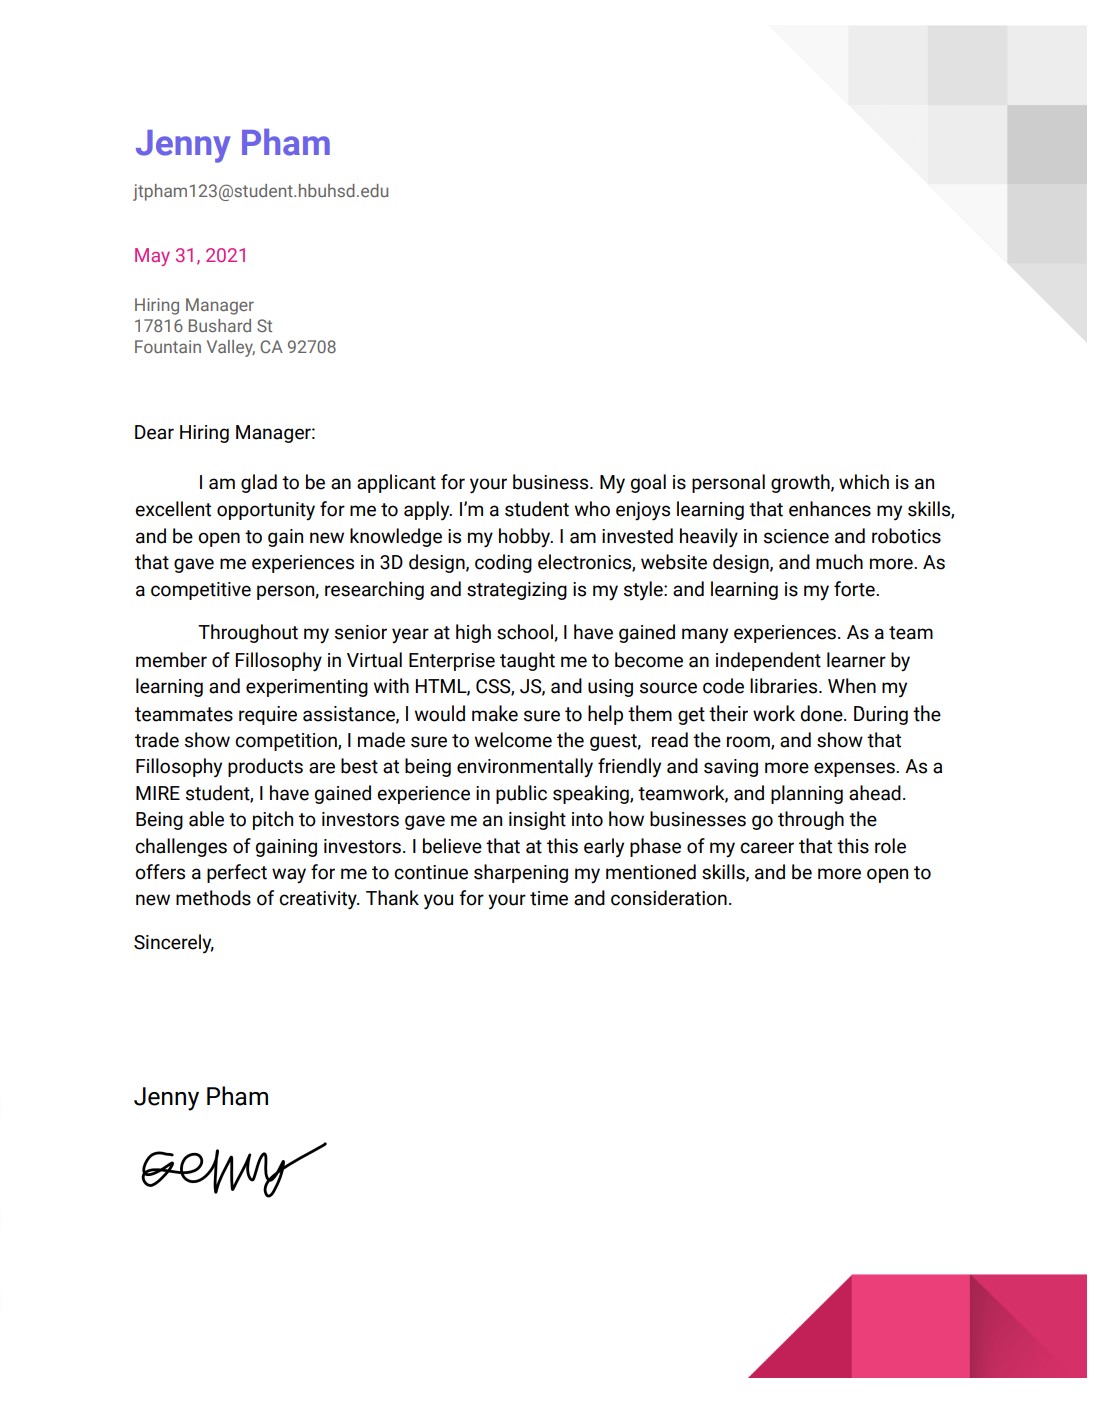 Jenny Pham
jtpham123@student.hbuhsd.edu
May 31, 2021
Hiring Manager
17816 Bushard St
Fountain Valley, CA 92708
Dear Hiring Manager:
I am glad to be an applicant for your business. My goal is personal growth, which is an
excellent opportunity for me to apply. I’m a student who enjoys learning that enhances my skills,
and be open to gain new knowledge is my hobby. I am invested heavily in science and robotics
that gave me experiences in 3D design, coding electronics, website design, and much more. As
a competitive person, researching and strategizing is my style: and learning is my forte.
Throughout my senior year at high school, I have gained many experiences. As a team
member of Fillosophy in Virtual Enterprise taught me to become an independent learner by
learning and experimenting with HTML, CSS, JS, and using source code libraries. When my
teammates require assistance, I would make sure to help them get their work done. During the
trade show competition, I made sure to welcome the guest,  read the room, and show that
Fillosophy products are best at being environmentally friendly and saving more expenses. As a
MIRE student, I have gained experience in public speaking, teamwork, and planning ahead.
Being able to pitch to investors gave me an insight into how businesses go through the
challenges of gaining investors. I believe that at this early phase of my career that this role
offers a perfect way for me to continue sharpening my mentioned skills, and be more open to
new methods of creativity. Thank you for your time and consideration.
Sincerely,
Jenny Pham
Jenny